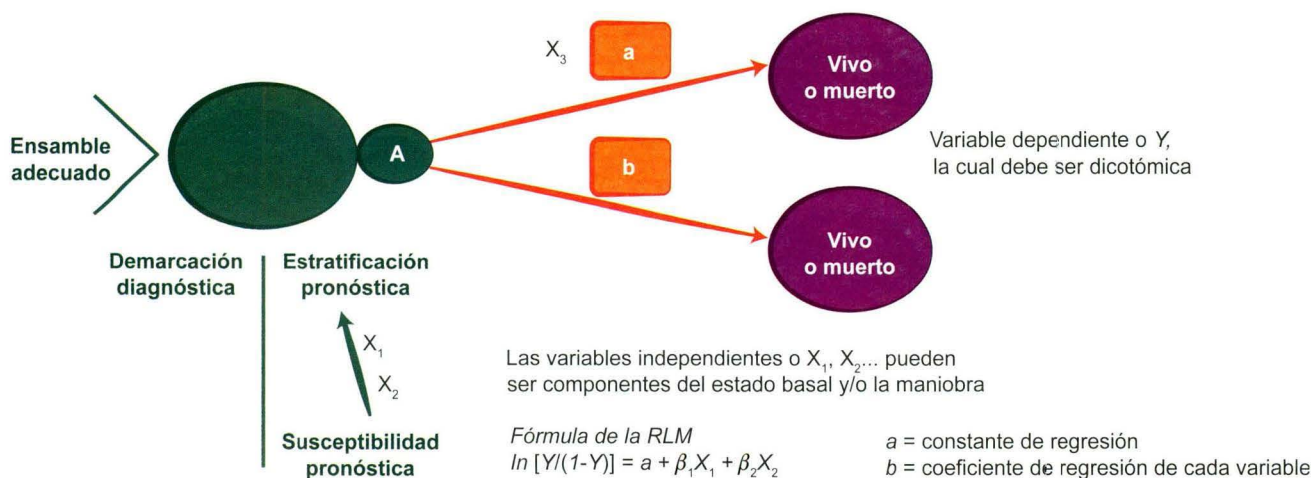 Ensamble
adecuado
A
X₃
a
b
Vivo
o muerto
Vivo
o muerto
Variable dependiente o Y,
la cual debe ser dicotómica
Demarcación
diagnóstica
Estratificación
pronóstica
X₁
X₂
Susceptibilidad
pronóstica
Las variables independientes o X₁, X₂... pueden
ser componentes del estado basal y/o la maniobra
Fórmula de la RLM
ln [Y/(1-Y)] = a + β₁X₁ + β₂X₂
a = constante de regresión
b = coeficiente de regresión de cada variable